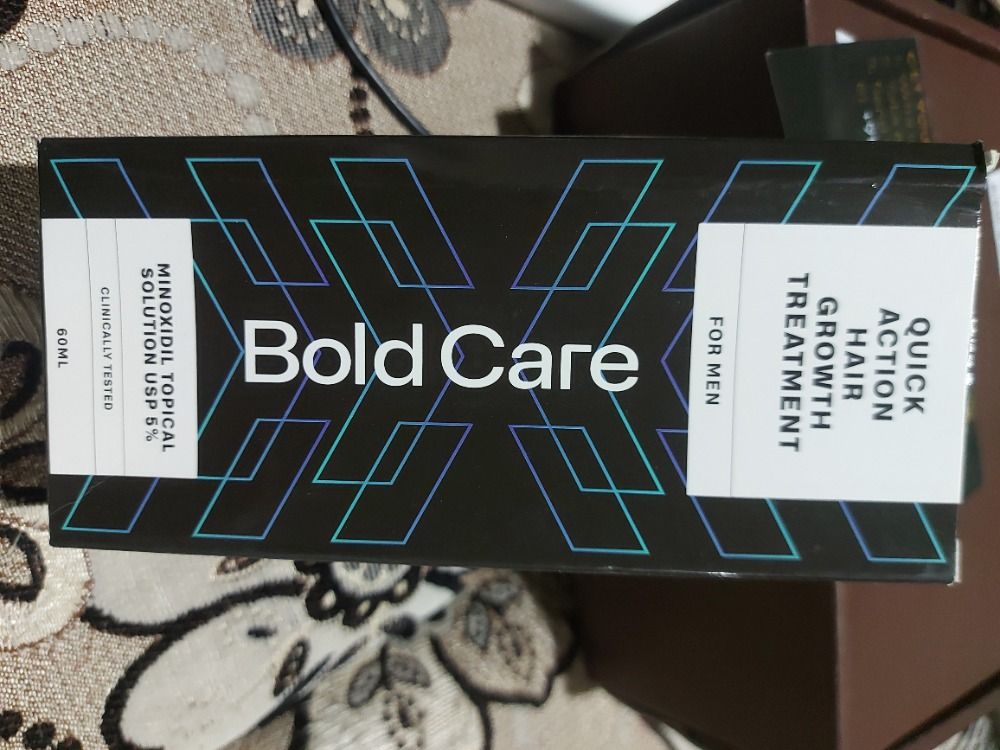 Bold Care
QUICK
ACTION
HAIR
GROWTH
TREATMENT
FOR MEN
MINOXIDIL TOPICAL
SOLUTION USP 5%
CLINICALLY TESTED
60ML